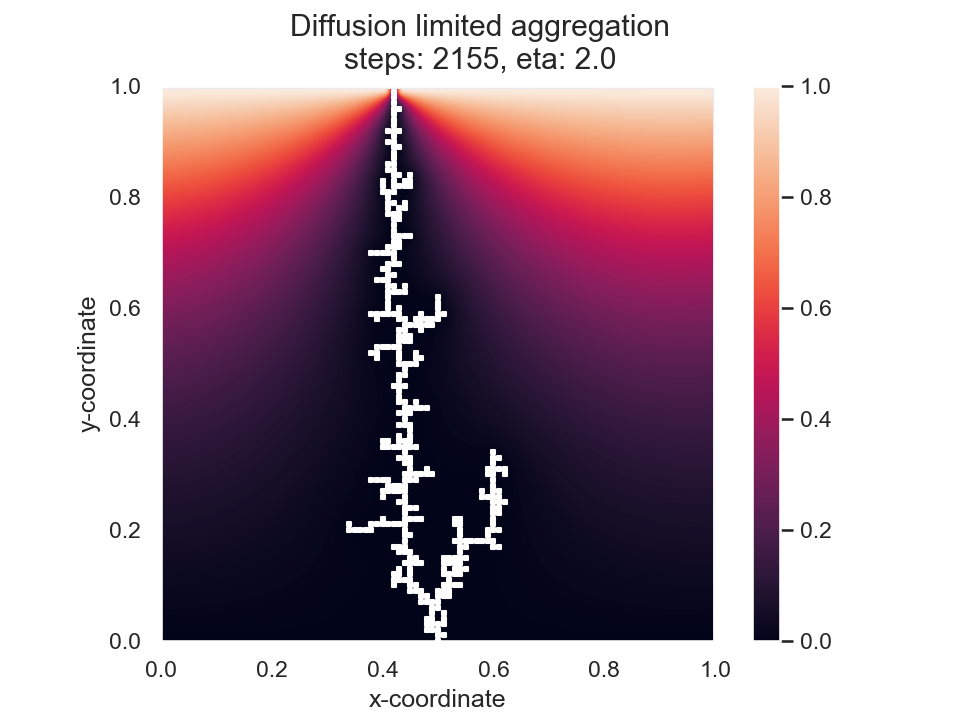 Diffusion limited aggregation
steps: 2155, eta: 2.0
1.0
0.8
0.6
0.4
0.2
0.0
y-coordinate
0.0 0.2 0.4 0.6 0.8 1.0
x-coordinate
1.0
0.8
0.6
0.4
0.2
0.0